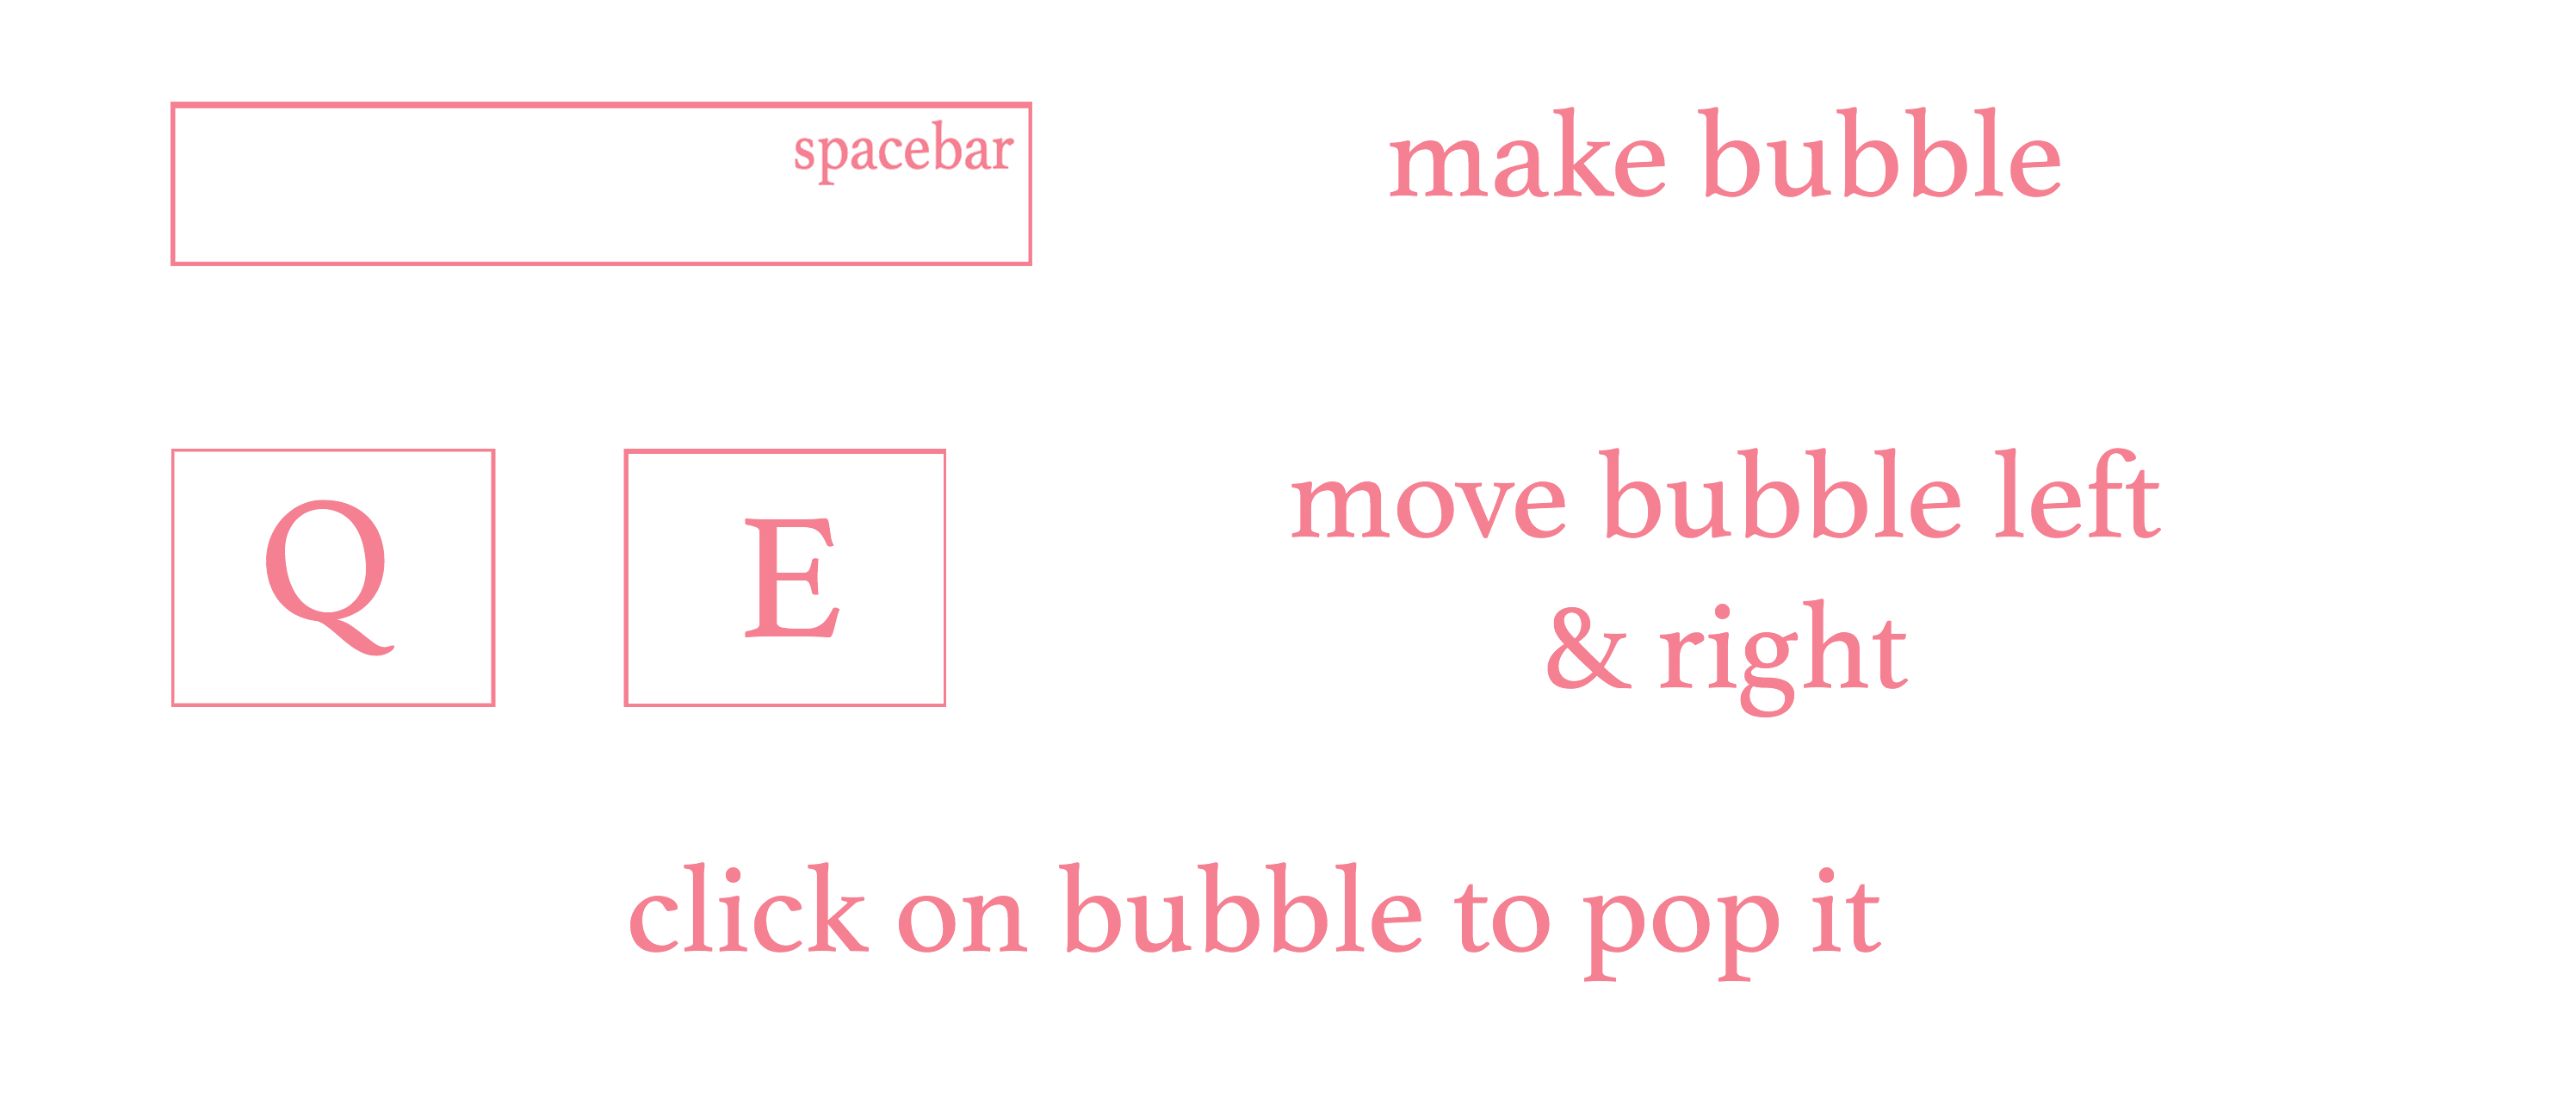 spacebar
make bubble
Q
E
move bubble left
& right
click on bubble to pop it